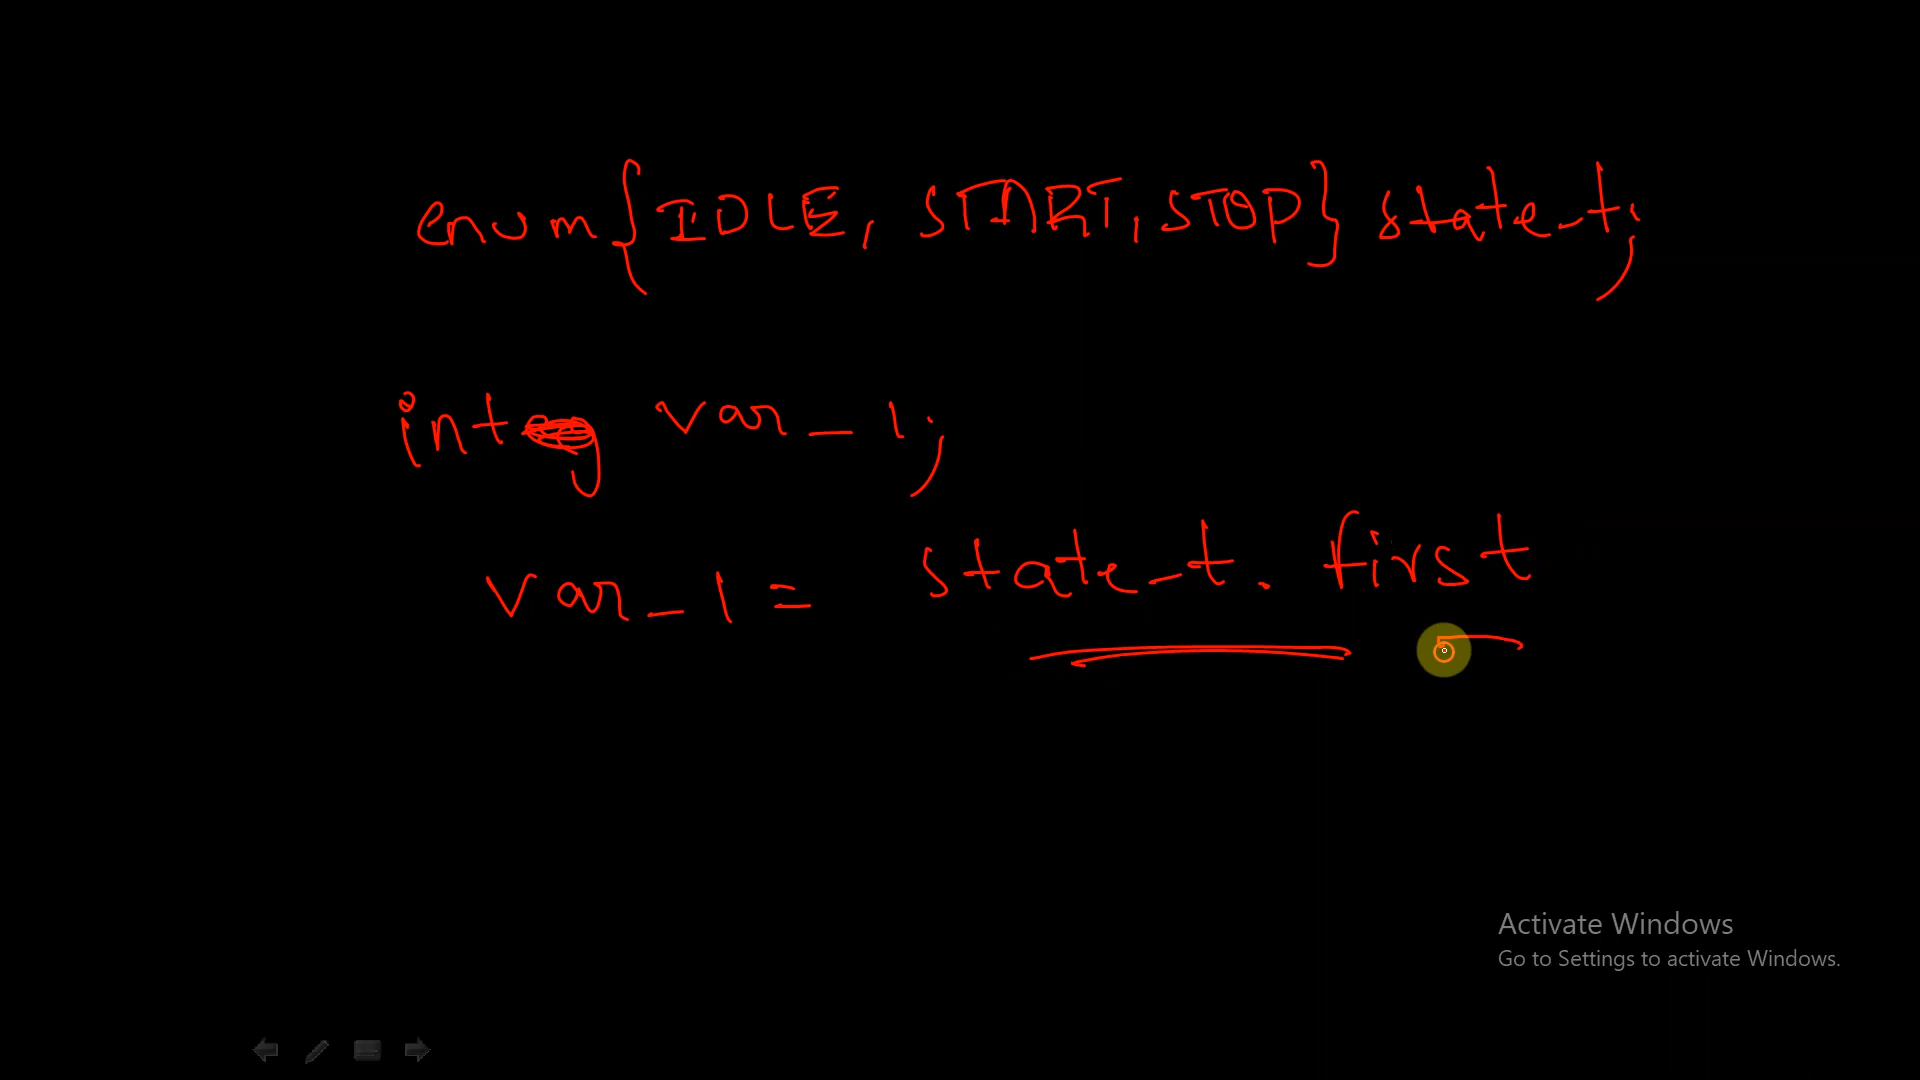 enum{IDLE, START, STOP} state_t;
int var_1;
var_1 = state_t. first
Activate Windows
Go to Settings to activate Windows.